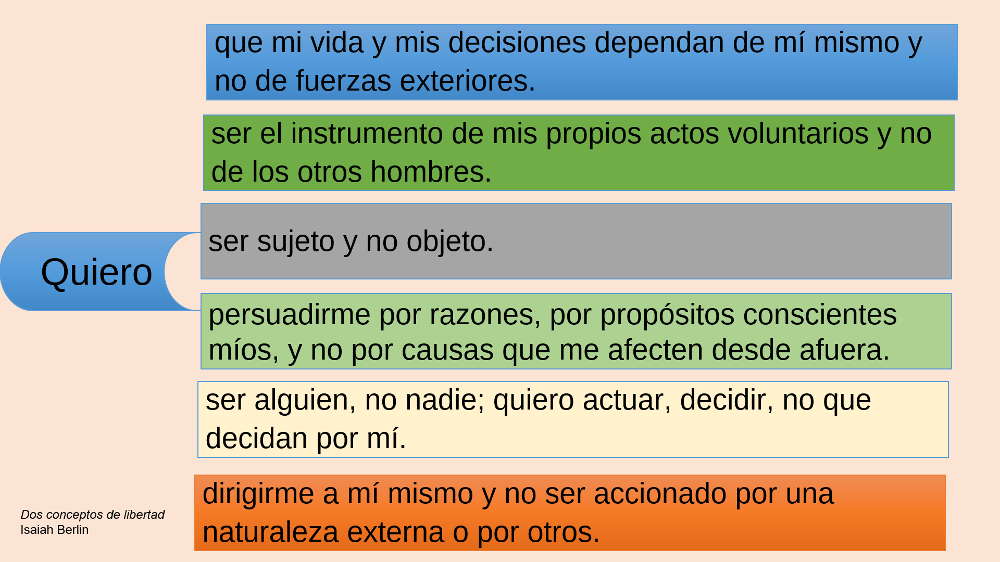 que mi vida y mis decisiones dependan de mí mismo y
no de fuerzas exteriores.
ser el instrumento de mis propios actos voluntarios y no
de los otros hombres.
ser sujeto y no objeto.
Quiero
persuadirme por razones, por propósitos conscientes
míos, y no por causas que me afecten desde afuera.
ser alguien, no nadie; quiero actuar, decidir, no que
decidan por mí.
dirigirme a mí mismo y no ser accionado por una
naturaleza externa o por otros.
Dos conceptos de libertad
Isaiah Berlin